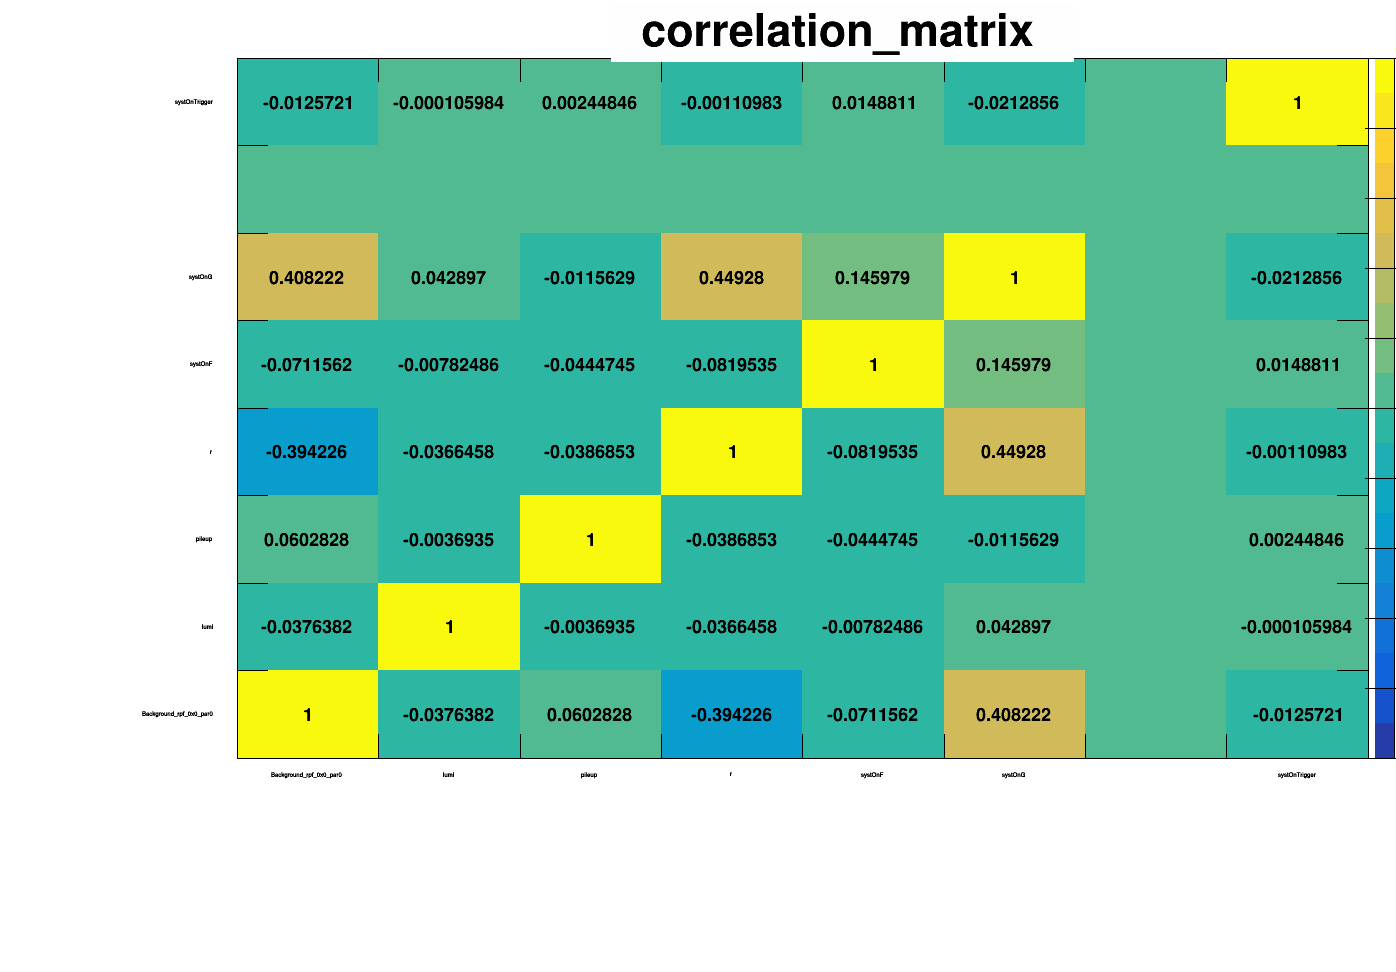 correlation_matrix
systOnTrigger
-0.0125721 -0.000105984 0.00244846 -0.00110983 0.0148811 -0.0212856 1
systOnG
0.408222 0.042897 -0.0115629 0.44928 0.145979 1 -0.0212856
systOnF
-0.0711562 -0.00782486 -0.0444745 -0.0819535 1 0.145979 0.0148811
r
-0.394226 -0.0366458 -0.0386853 1 -0.0819535 0.44928 -0.00110983
pileup
0.0602828 -0.0036935 1 -0.0386853 -0.0444745 -0.0115629 0.00244846
lumi
-0.0376382 1 -0.0036935 -0.0366458 -0.00782486 0.042897 -0.000105984
Background_rpf_0x0_par0
1 -0.0376382 0.0602828 -0.394226 -0.0711562 0.408222 -0.0125721
Background_rpf_0x0_par0 lumi pileup r systOnF systOnG systOnTrigger